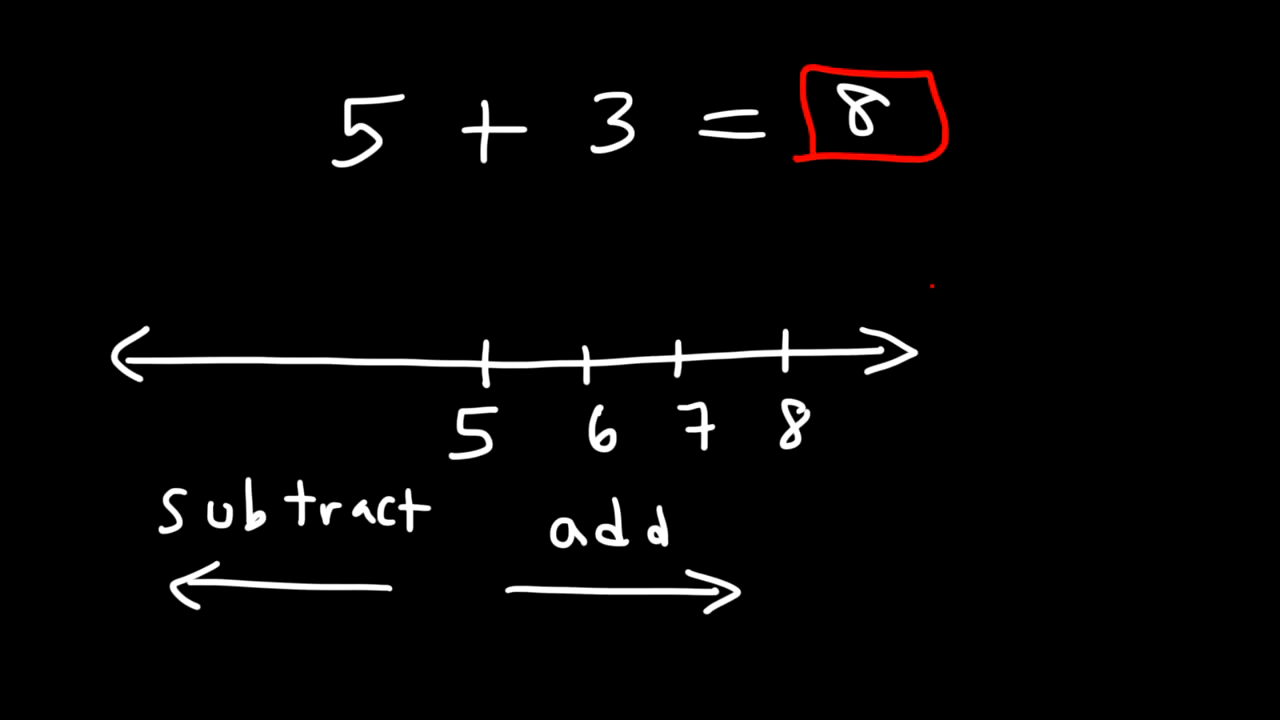 5 + 3 = 8
5 6 7 8
subtract add